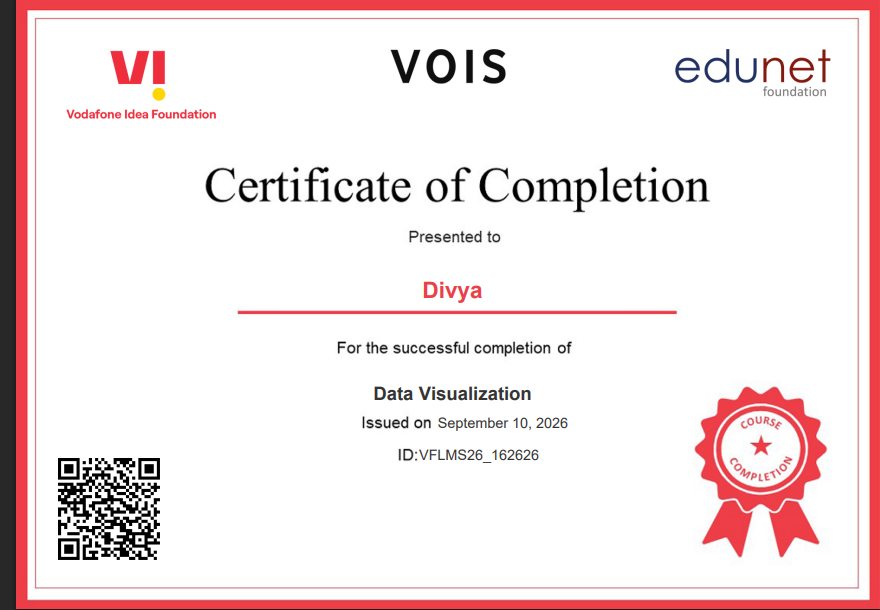 VI
Vodafone Idea Foundation
VOIS
edunet
foundation
Certificate of Completion
Presented to
Divya
For the successful completion of
Data Visualization
Issued on September 10, 2026
ID:VFLMS26_162626
COURSE
COMPLETION